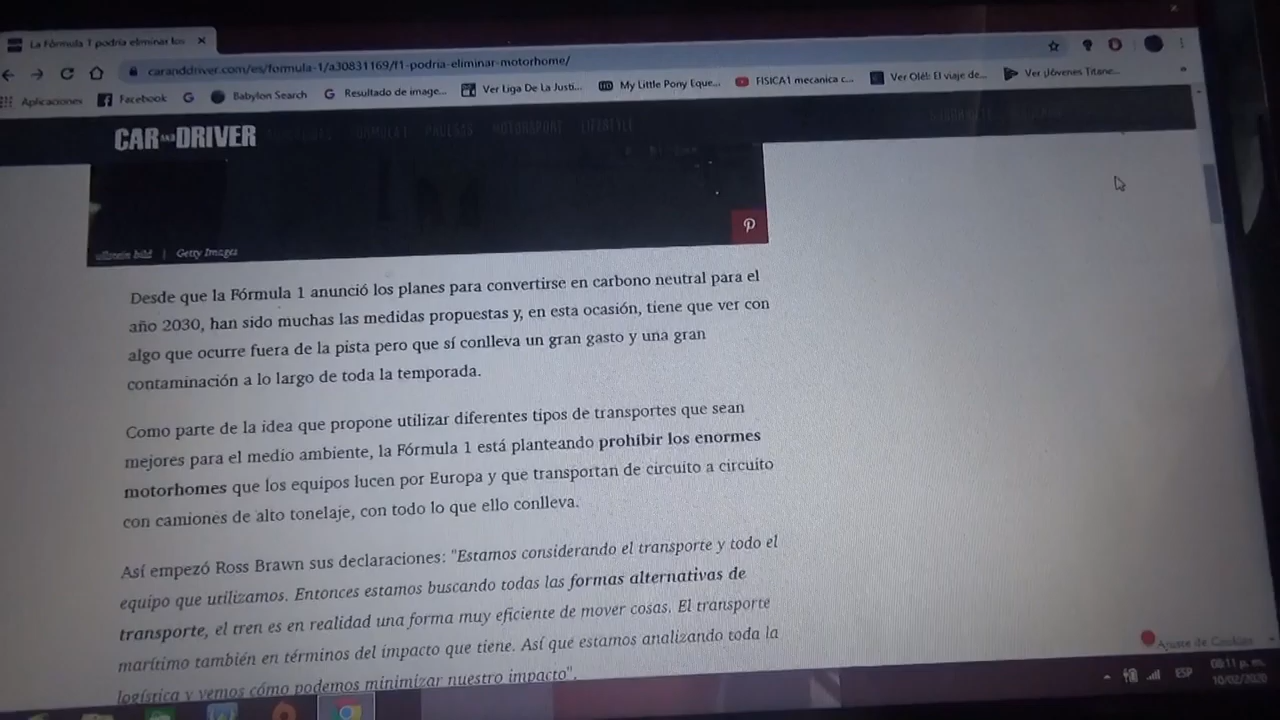 La Fórmula 1 podría eliminar los
caranddriver.com/es/formula-1/a30831169/f1-podria-eliminar-motorhome/
Aplicaciones Facebook Babylon Search Resultado de image... Ver Liga De La Justi... My Little Pony Eque... FISICA1 mecanica c... Ver Olél: El viaje de... Ver ¡Jóvenes Titane...
CAR AND DRIVER FORMULA 1 PRUEBAS MOTORSPORT LIFESTYLE
ullstein bild | Getty Images
Desde que la Fórmula 1 anunció los planes para convertirse en carbono neutral para el
año 2030, han sido muchas las medidas propuestas y, en esta ocasión, tiene que ver con
algo que ocurre fuera de la pista pero que sí conlleva un gran gasto y una gran
contaminación a lo largo de toda la temporada.
Como parte de la idea que propone utilizar diferentes tipos de transportes que sean
mejores para el medio ambiente, la Fórmula 1 está planteando prohibir los enormes
motorhomes que los equipos lucen por Europa y que transportan de circuito a circuito
con camiones de alto tonelaje, con todo lo que ello conlleva.
Así empezó Ross Brawn sus declaraciones: "Estamos considerando el transporte y todo el
equipo que utilizamos. Entonces estamos buscando todas las formas alternativas de
transporte, el tren es en realidad una forma muy eficiente de mover cosas. El transporte
marítimo también en términos del impacto que tiene. Así que estamos analizando toda la
logística y vemos cómo podemos minimizar nuestro impacto".
Ajuste de Cookies
ESP
08:11 p. m.
10/02/2020